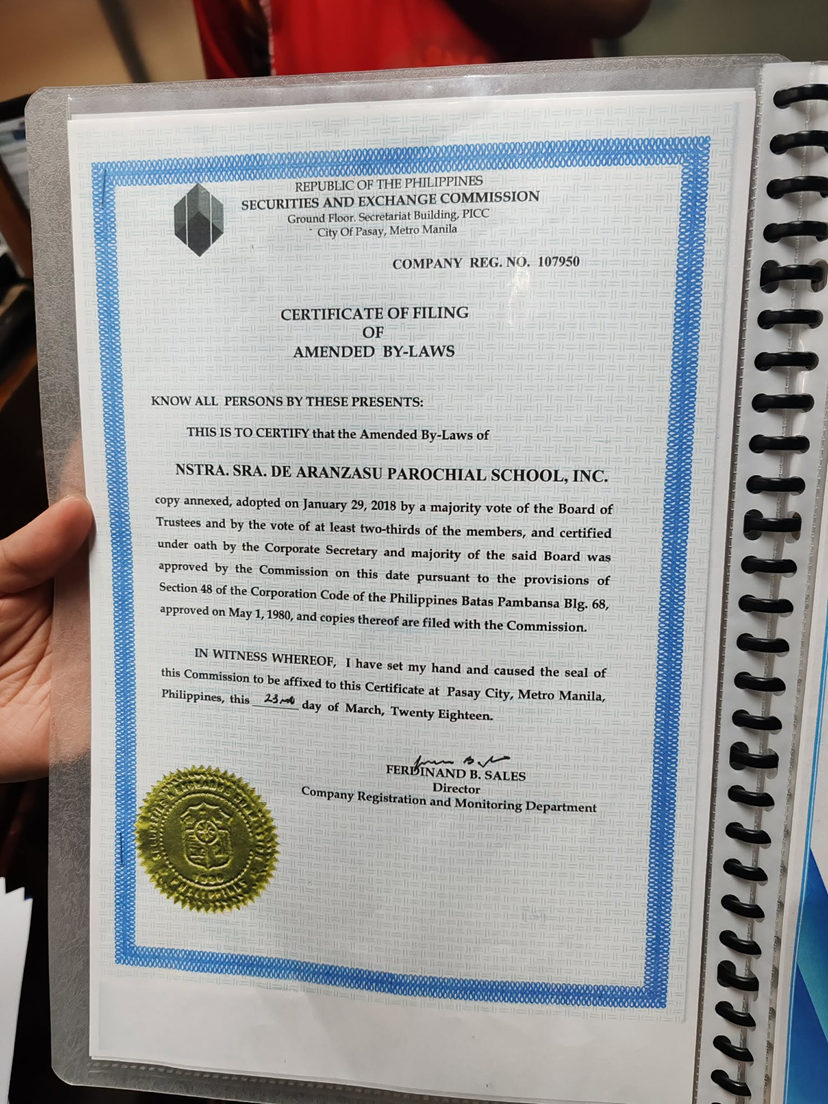 REPUBLIC OF THE PHILIPPINES
SECURITIES AND EXCHANGE COMMISSION
Ground Floor. Secretariat Building, PICC
City Of Pasay, Metro Manila
COMPANY REG. NO. 107950
CERTIFICATE OF FILING
OF
AMENDED BY-LAWS
KNOW ALL PERSONS BY THESE PRESENTS:
THIS IS TO CERTIFY that the Amended By-Laws of
NSTRA. SRA. DE ARANZASU PAROCHIAL SCHOOL, INC.
copy annexed, adopted on January 29, 2018 by a majority vote of the Board of
Trustees and by the vote of at least two-thirds of the members, and certified
under oath by the Corporate Secretary and majority of the said Board was
approved by the Commission on this date pursuant to the provisions of
Section 48 of the Corporation Code of the Philippines Batas Pambansa Blg. 68,
approved on May 1, 1980, and copies thereof are filed with the Commission.
IN WITNESS WHEREOF, I have set my hand and caused the seal of
this Commission to be affixed to this Certificate at Pasay City, Metro Manila,
Philippines, this 23rd day of March, Twenty Eighteen.
FERDINAND B. SALES
Director
Company Registration and Monitoring Department